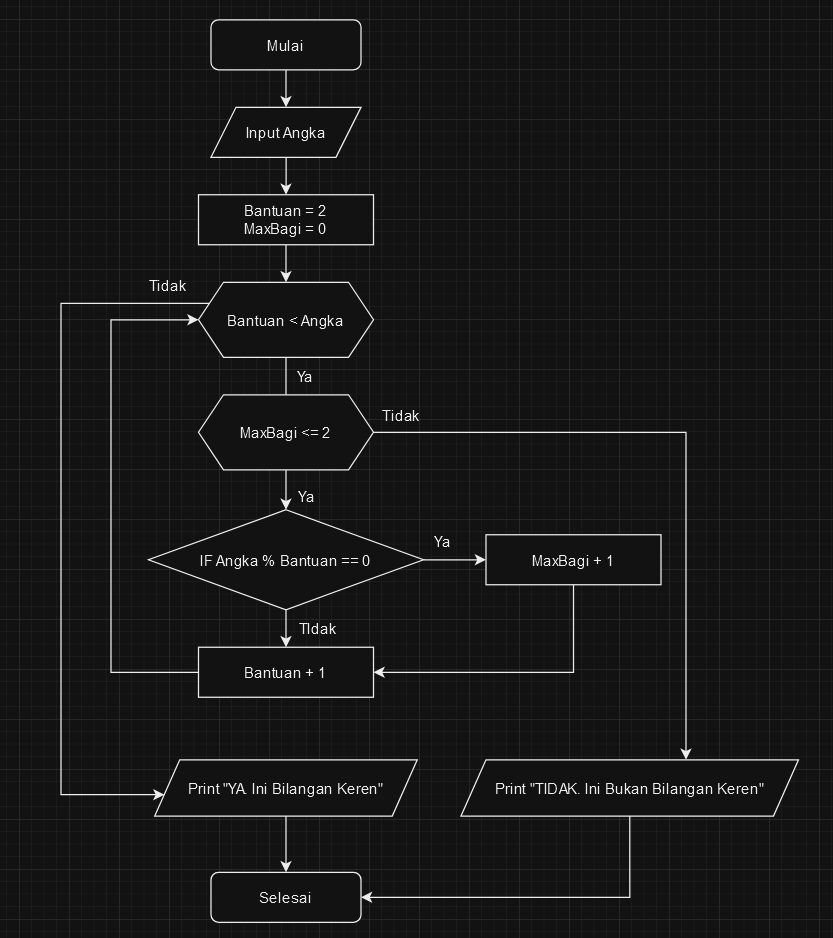 Mulai
Input Angka
Bantuan = 2
MaxBagi = 0
Tidak
Bantuan < Angka
Ya
MaxBagi <= 2
Tidak
Ya
IF Angka % Bantuan == 0
Ya
MaxBagi + 1
TIdak
Bantuan + 1
Print "YA. Ini Bilangan Keren"
Print "TIDAK. Ini Bukan Bilangan Keren"
Selesai